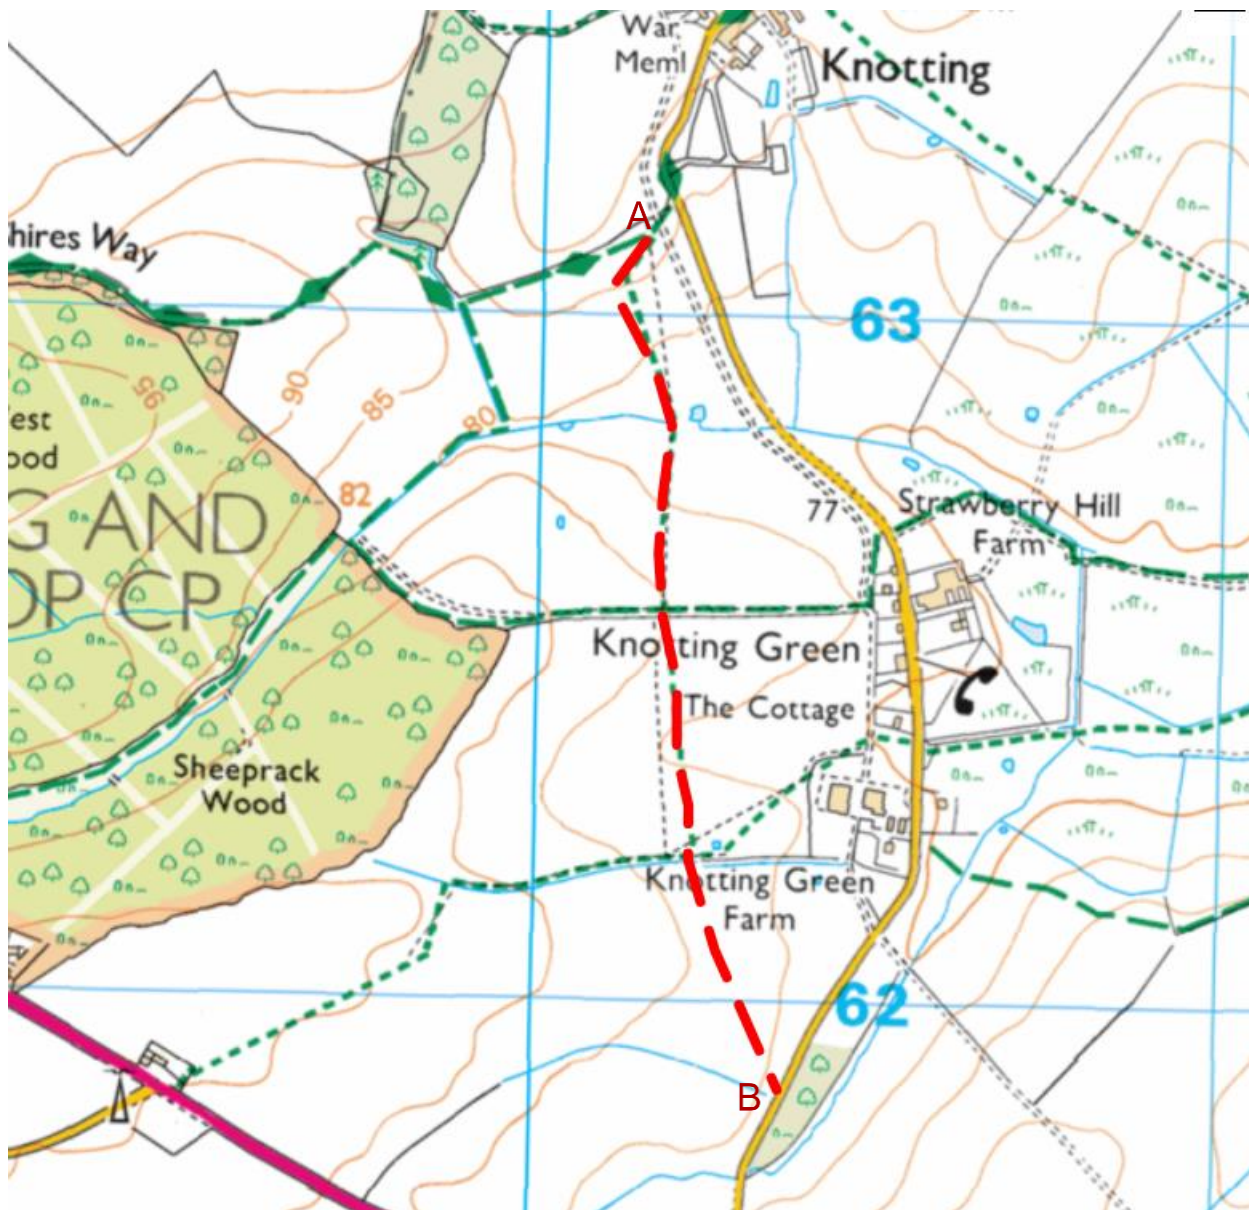 War
Meml
Knotting
A
hires Way
63
95
90
85
80
est
ood
82
G AND
OP CP
77
Strawberry Hill
Farm
Knotting Green
The Cottage
Sheeprack
Wood
Knotting Green
Farm
62
B